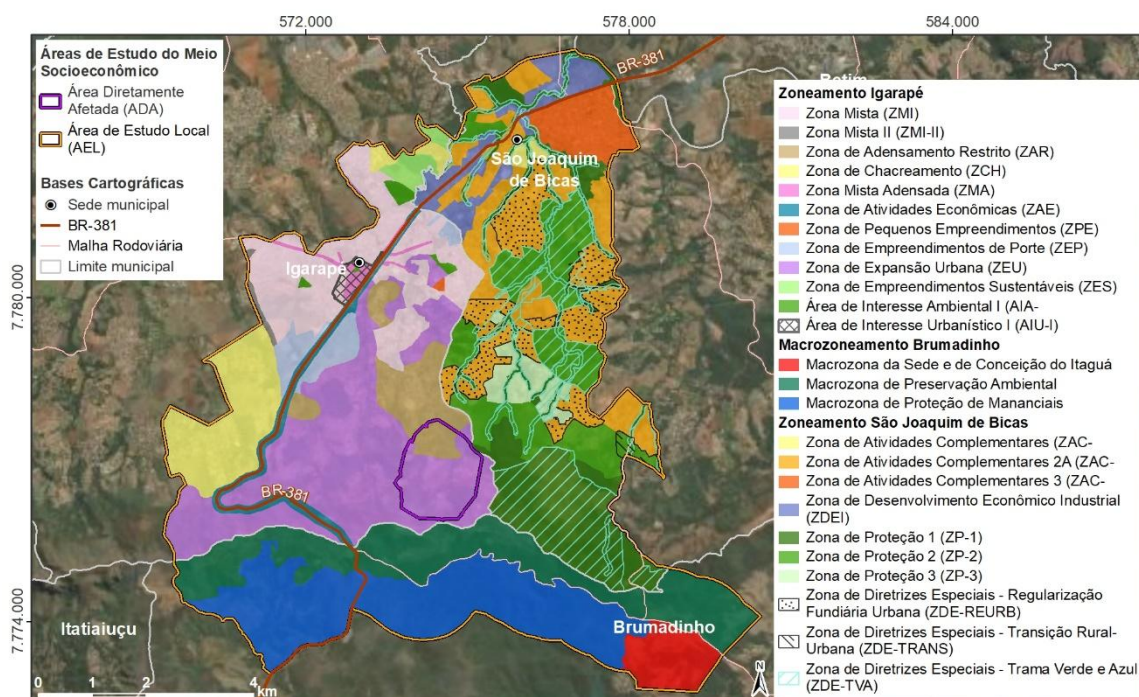 572.000
578.000
584.000
Áreas de Estudo do Meio
Socioeconômico
Área Diretamente
Afetada (ADA)
Área de Estudo Local
(AEL)
Bases Cartográficas
Sede municipal
BR-381
Malha Rodoviária
Limite municipal
BR-381
Betim
São Joaquim
de Bicas
Igarapé
BR-381
Itatiaiuçu
Brumadinho
7.780.000
7.774.000
0 1 2 4
km
N
Zoneamento Igarapé
Zona Mista (ZMI)
Zona Mista II (ZMI-II)
Zona de Adensamento Restrito (ZAR)
Zona de Chacreamento (ZCH)
Zona Mista Adensada (ZMA)
Zona de Atividades Econômicas (ZAE)
Zona de Pequenos Empreendimentos (ZPE)
Zona de Empreendimentos de Porte (ZEP)
Zona de Expansão Urbana (ZEU)
Zona de Empreendimentos Sustentáveis (ZES)
Área de Interesse Ambiental I (AIA-
Área de Interesse Urbanístico I (AIU-I)
Macrozoneamento Brumadinho
Macrozona da Sede e de Conceição do Itaguá
Macrozona de Preservação Ambiental
Macrozona de Proteção de Mananciais
Zoneamento São Joaquim de Bicas
Zona de Atividades Complementares (ZAC-
Zona de Atividades Complementares 2A (ZAC-
Zona de Atividades Complementares 3 (ZAC-
Zona de Desenvolvimento Econômico Industrial
(ZDEI)
Zona de Proteção 1 (ZP-1)
Zona de Proteção 2 (ZP-2)
Zona de Proteção 3 (ZP-3)
Zona de Diretrizes Especiais - Regularização
Fundiária Urbana (ZDE-REURB)
Zona de Diretrizes Especiais - Transição Rural-
Urbana (ZDE-TRANS)
Zona de Diretrizes Especiais - Trama Verde e Azul
(ZDE-TVA)